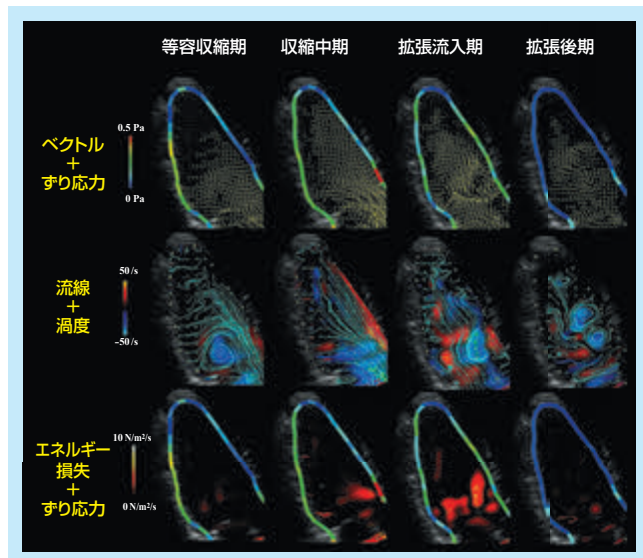 等容収縮期 収縮中期 拡張流入期 拡張後期
ベクトル
+
ずり応力
0.5 Pa
0 Pa
流線
+
渦度
50 /s
-50 /s
エネルギー
損失
+
ずり応力
10 N/m²/s
0 N/m²/s